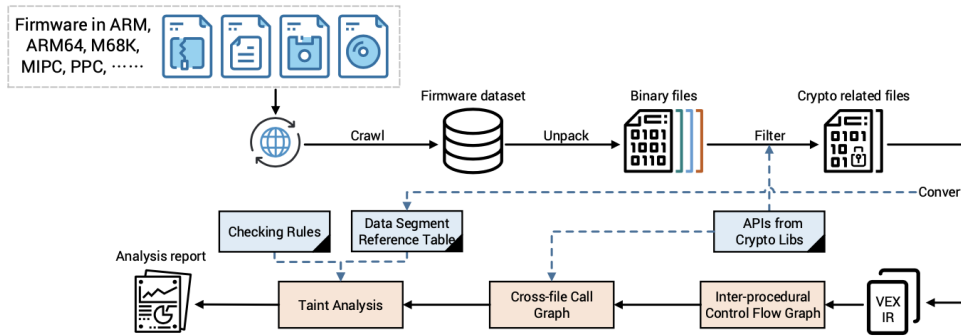 Firmware in ARM,
ARM64, M68K,
MIPC, PPC, ······
Crawl
Firmware dataset
Unpack
Binary files
0101
1001
0110
Filter
Crypto related files
Conver
Checking Rules
Data Segment
Reference Table
APIs from
Crypto Libs
Analysis report
Taint Analysis
Cross-file Call
Graph
Inter-procedural
Control Flow Graph
VEX
IR